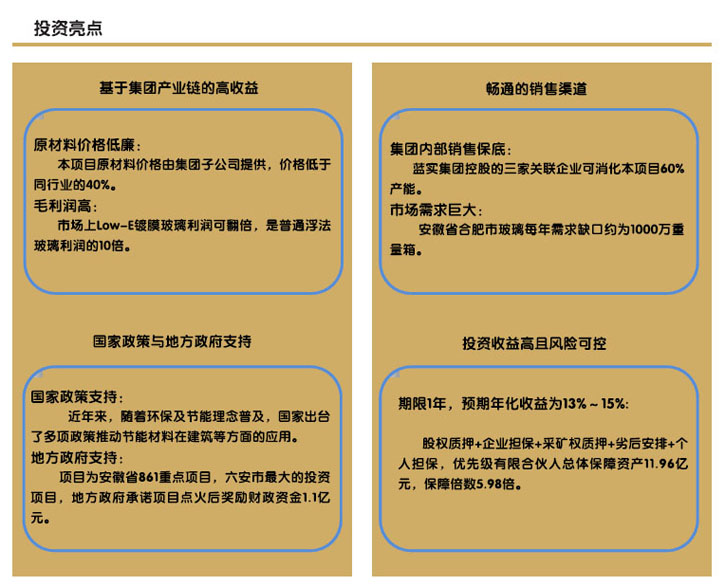 投资亮点
基于集团产业链的高收益
原材料价格低廉：
本项目原材料价格由集团子公司提供，价格低于
同行业的40%。
毛利润高：
市场上Low-E镀膜玻璃利润可翻倍，是普通浮法
玻璃利润的10倍。
畅通的销售渠道
集团内部销售保底：
蓝实集团控股的三家关联企业可消化本项目60%
产能。
市场需求巨大：
安徽省合肥市玻璃每年需求缺口约为1000万重
量箱。
国家政策与地方政府支持
国家政策支持：
近年来，随着环保及节能理念普及，国家出台
了多项政策推动节能材料在建筑等方面的应用。
地方政府支持：
项目为安徽省861重点项目，六安市最大的投资
项目，地方政府承诺项目点火后奖励财政资金1.1亿
元。
投资收益高且风险可控
期限1年，预期年化收益为13%～15%：
股权质押+企业担保+采矿权质押+劣后安排+个
人担保，优先级有限合伙人总体保障资产11.96亿
元，保障倍数5.98倍。